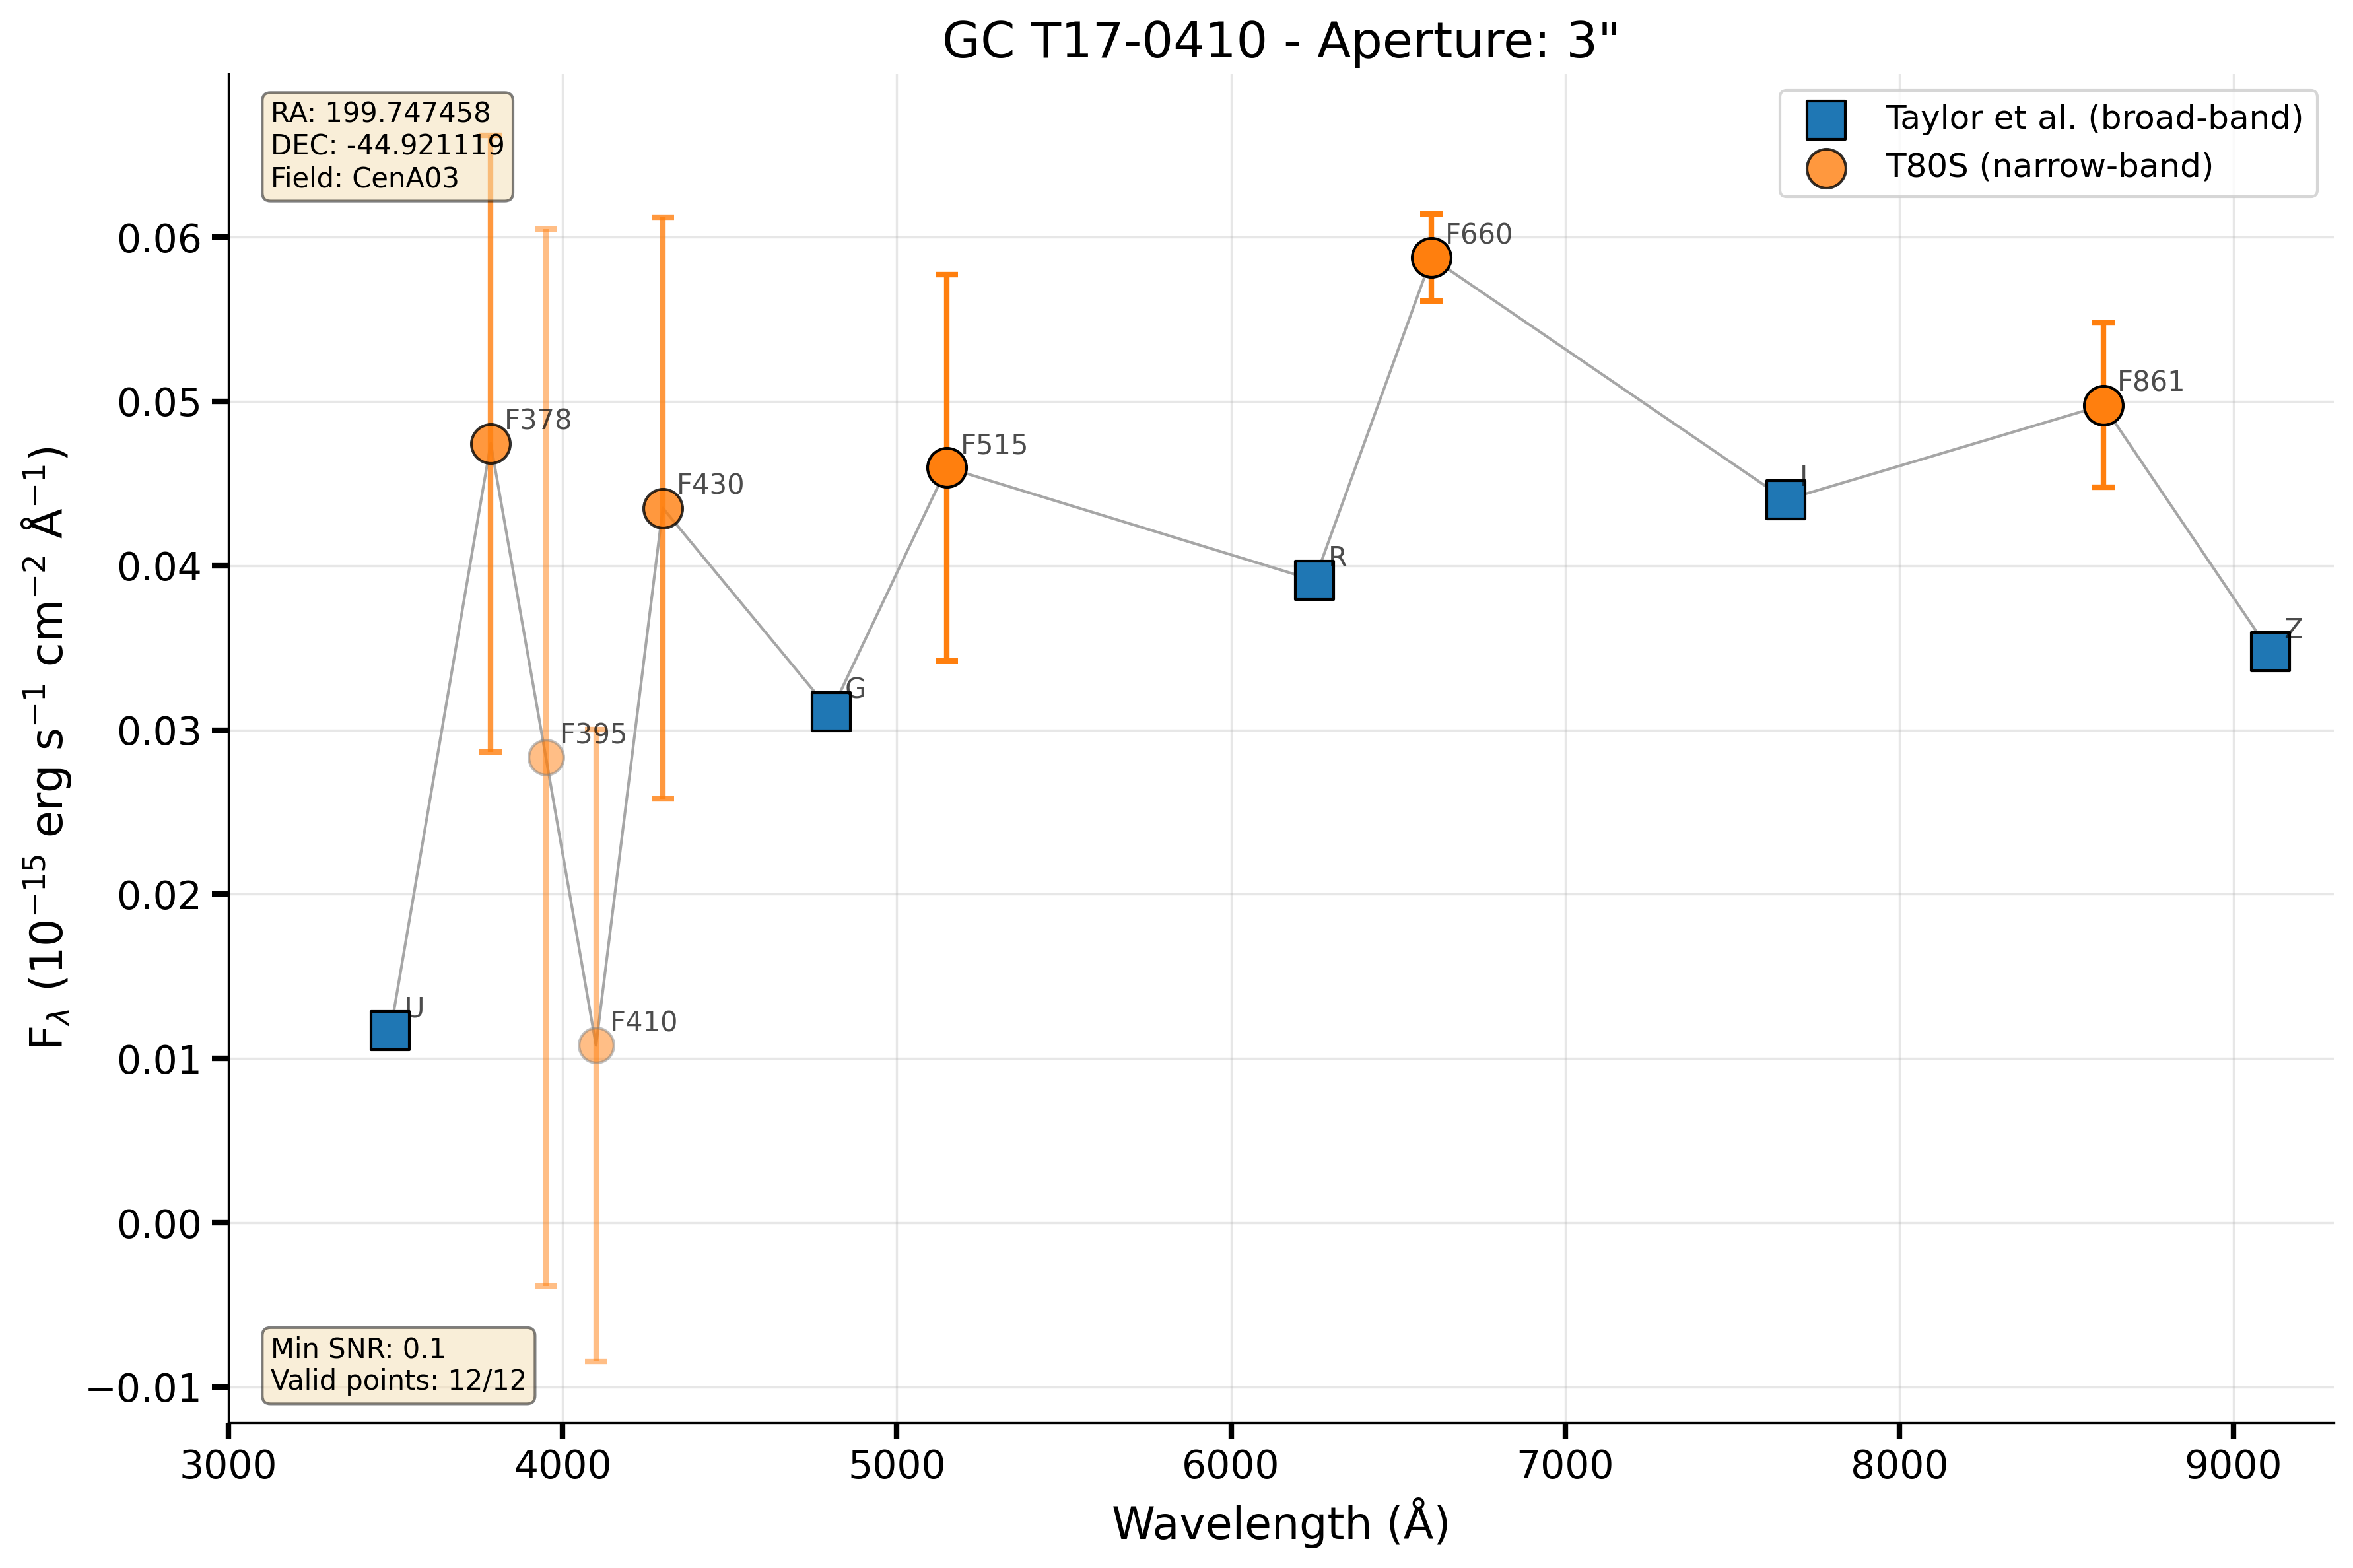 GC T17-0410 - Aperture: 3"
RA: 199.747458
DEC: -44.921119
Field: CenA03
Taylor et al. (broad-band)
T80S (narrow-band)
F660
F861
F378
F515
F430
I
R
Z
G
F395
U
F410
Min SNR: 0.1
Valid points: 12/12
0.06
0.05
0.04
0.03
0.02
0.01
0.00
−0.01
F$_{λ}$ (10$^{−15}$ erg s$^{−1}$ cm$^{−2}$ Å$^{−1}$)
3000 4000 5000 6000 7000 8000 9000
Wavelength (Å)